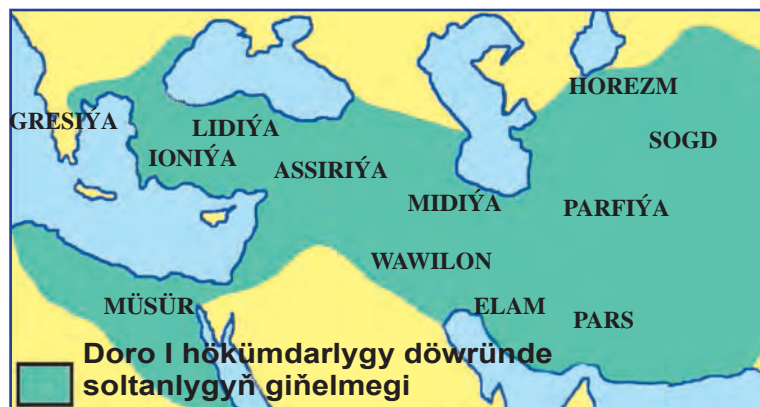 HOREZM
GRESIÝA
LIDIÝA
SOGD
IONIÝA
ASSIRIÝA
MIDIÝA
PARFIÝA
WAWILON
MÜSÜR
ELAM
PARS
Doro I hökümdarlygy döwründe
soltanlygyň giňelmegi